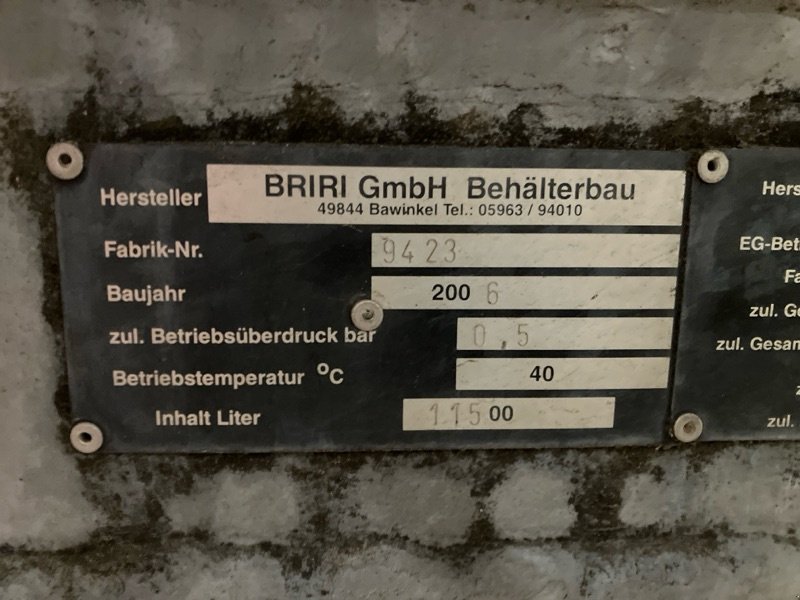 Hersteller BRIRI GmbH Behälterbau
49844 Bawinkel Tel.: 05963 / 94010
Fabrik-Nr. 9423
Baujahr 2006
zul. Betriebsüberdruck bar 0,5
Betriebstemperatur °C 40
Inhalt Liter 11500
Hers
EG-Bet
Fa
zul. Ge
zul. Gesam
z
zul.